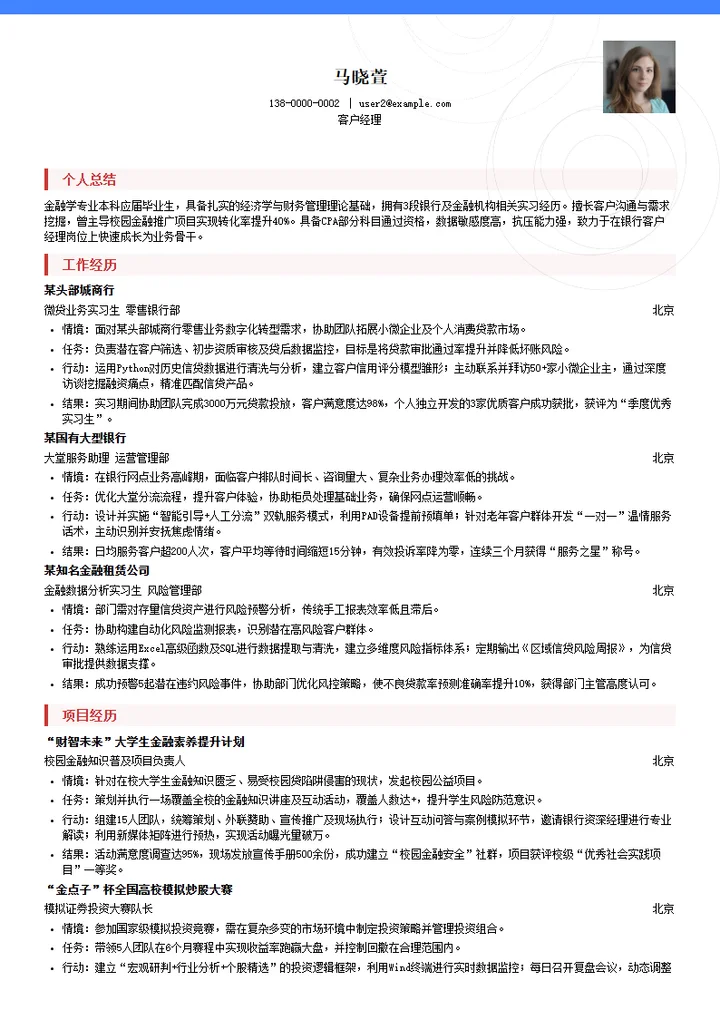 马晓萱
138-0000-0002 | user2@example.com
客户经理
个人总结
金融学专业本科应届毕业生，具备扎实的经济学与财务管理理论基础，拥有3段银行及金融机构相关实习经历。擅长客户沟通与需求
挖掘，曾主导校园金融推广项目实现转化率提升40%。具备CPA部分科目通过资格，数据敏感度高，抗压能力强，致力于在银行客户
经理岗位上快速成长为业务骨干。
工作经历
某头部城商行
微贷业务实习生 零售银行部 北京
• 情境：面对某头部城商行零售业务数字化转型需求，协助团队拓展小微企业及个人消费贷款市场。
• 任务：负责潜在客户筛选、初步资质审核及贷后数据监控，目标是将贷款审批通过率提升并降低坏账风险。
• 行动：运用Python对历史信贷数据进行清洗与分析，建立客户信用评分模型雏形；主动联系并拜访50+家小微企业主，通过深度
访谈挖掘融资痛点，精准匹配信贷产品。
• 结果：实习期间协助团队完成3000万元贷款投放，客户满意度达98%，个人独立开发的3家优质客户成功获批，获评为“季度优秀
实习生”。
某国有大型银行
大堂服务助理 运营管理部 北京
• 情境：在银行网点业务高峰期，面临客户排队时间长、咨询量大、复杂业务办理效率低的挑战。
• 任务：优化大堂分流流程，提升客户体验，协助柜员处理基础业务，确保网点运营顺畅。
• 行动：设计并实施“智能引导+人工分流”双轨服务模式，利用PAD设备提前预填单；针对老年客户群体开发“一对一”温情服务
话术，主动识别并安抚焦虑情绪。
• 结果：日均服务客户超200人次，客户平均等待时间缩短15分钟，有效投诉率降为零，连续三个月获得“服务之星”称号。
某知名金融租赁公司
金融数据分析实习生 风险管理部 北京
• 情境：部门需对存量信贷资产进行风险预警分析，传统手工报表效率低且滞后。
• 任务：协助构建自动化风险监测报表，识别潜在高风险客户群体。
• 行动：熟练运用Excel高级函数及SQL进行数据提取与清洗，建立多维度风险指标体系；定期输出《区域信贷风险周报》，为信贷
审批提供数据支撑。
• 结果：成功预警5起潜在违约风险事件，协助部门优化风控策略，使不良贷款率预测准确率提升10%，获得部门主管高度认可。
项目经历
“财智未来”大学生金融素养提升计划
校园金融知识普及项目负责人 北京
• 情境：针对在校大学生金融知识匮乏、易受校园贷陷阱侵害的现状，发起校园公益项目。
• 任务：策划并执行一场覆盖全校的金融知识讲座及互动活动，覆盖人数达+，提升学生风险防范意识。
• 行动：组建15人团队，统筹策划、外联赞助、宣传推广及现场执行；设计互动问答与案例模拟环节，邀请银行资深经理进行专业
解读；利用新媒体矩阵进行预热，实现活动曝光量破万。
• 结果：活动满意度调查达95%，现场发放宣传手册500余份，成功建立“校园金融安全”社群，项目获评校级“优秀社会实践项
目”一等奖。
“金点子”杯全国高校模拟炒股大赛
模拟证券投资大赛队长 北京
• 情境：参加国家级模拟投资竞赛，需在复杂多变的市场环境中制定投资策略并管理投资组合。
• 任务：带领5人团队在6个月赛程中实现收益率跑赢大盘，并控制回撤在合理范围内。
• 行动：建立“宏观研判+行业分析+个股精选”的投资逻辑框架，利用Wind终端进行实时数据监控；每日召开复盘会议，动态调整